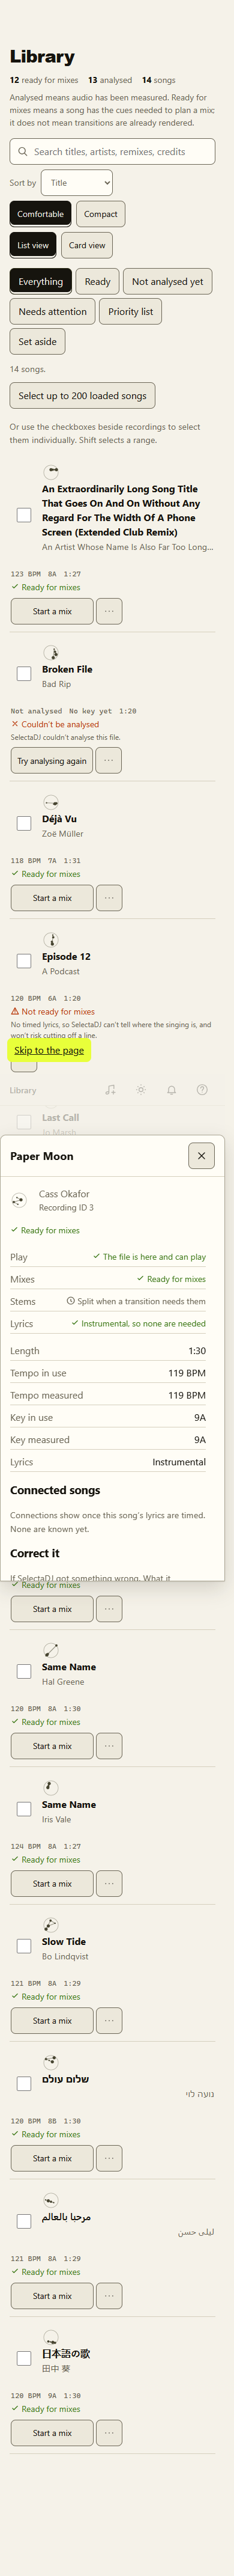 Library
12 ready for mixes 13 analysed 14 songs
Analysed means audio has been measured. Ready for
mixes means a song has the cues needed to plan a mix;
it does not mean transitions are already rendered.
Search titles, artists, remixes, credits
Sort by Title
Comfortable Compact
List view Card view
Everything Ready Not analysed yet
Needs attention Priority list
Set aside
14 songs.
Select up to 200 loaded songs
Or use the checkboxes beside recordings to select
them individually. Shift selects a range.
An Extraordinarily Long Song Title
That Goes On And On Without Any
Regard For The Width Of A Phone
Screen (Extended Club Remix)
An Artist Whose Name Is Also Far Too Long...
123 BPM 8A 1:27
Ready for mixes
Start a mix ...
Broken File
Bad Rip
Not analysed No key yet 1:20
Couldn't be analysed
SelectaDJ couldn't analyse this file.
Try analysing again ...
Déjà Vu
Zoë Müller
118 BPM 7A 1:31
Ready for mixes
Start a mix ...
Episode 12
A Podcast
120 BPM 6A 1:20
Not ready for mixes
No timed lyrics, so SelectaDJ can't tell where the singing is, and
won't risk cutting off a line.
Skip to the page
Library
Last Call
Jo Marsh
Paper Moon
Cass Okafor
Recording ID 3
Ready for mixes
Play The file is here and can play
Mixes Ready for mixes
Stems Split when a transition needs them
Lyrics Instrumental, so none are needed
Length 1:30
Tempo in use 119 BPM
Tempo measured 119 BPM
Key in use 9A
Key measured 9A
Lyrics Instrumental
Connected songs
Connections show once this song's lyrics are timed.
None are known yet.
Correct it
If SelectaDJ got something wrong. What it
Ready for mixes
Start a mix ...
Same Name
Hal Greene
120 BPM 8A 1:30
Ready for mixes
Start a mix ...
Same Name
Iris Vale
124 BPM 8A 1:27
Ready for mixes
Start a mix ...
Slow Tide
Bo Lindqvist
121 BPM 8A 1:29
Ready for mixes
Start a mix ...
שלום עולם
נועה לוי
120 BPM 8B 1:30
Ready for mixes
Start a mix ...
مرحبا بالعالم
ليلى حسن
121 BPM 8A 1:29
Ready for mixes
Start a mix ...
日本語の歌
田中 葵
120 BPM 9A 1:30
Ready for mixes
Start a mix ...